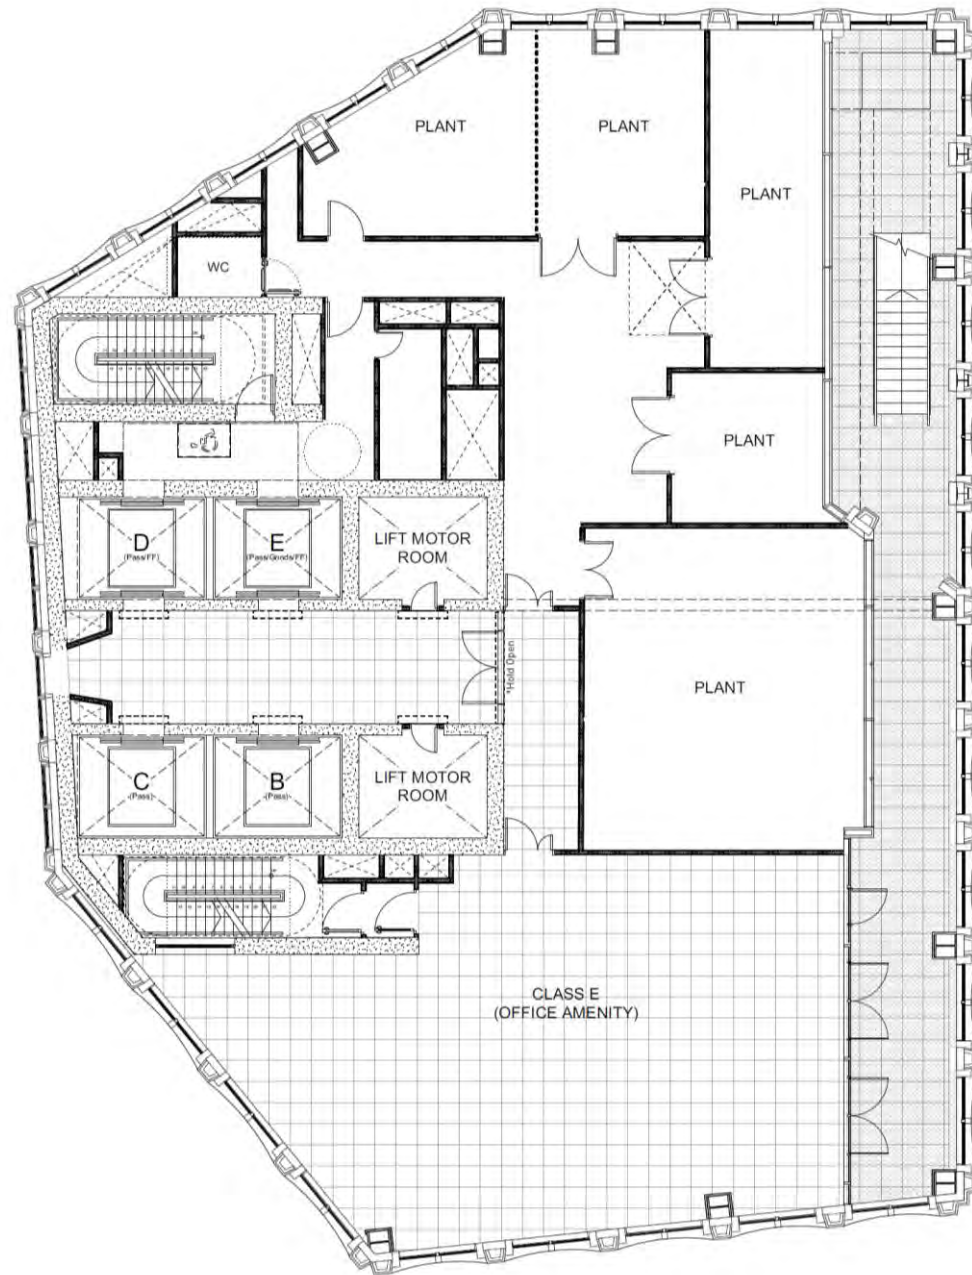 PLANT
PLANT
PLANT
WC
PLANT
D
(Pass/FF)
E
(Pass/Goods/FF)
LIFT MOTOR
ROOM
*Hold Open
PLANT
C
(Pass)
B
(Pass)
LIFT MOTOR
ROOM
CLASS E
(OFFICE AMENITY)